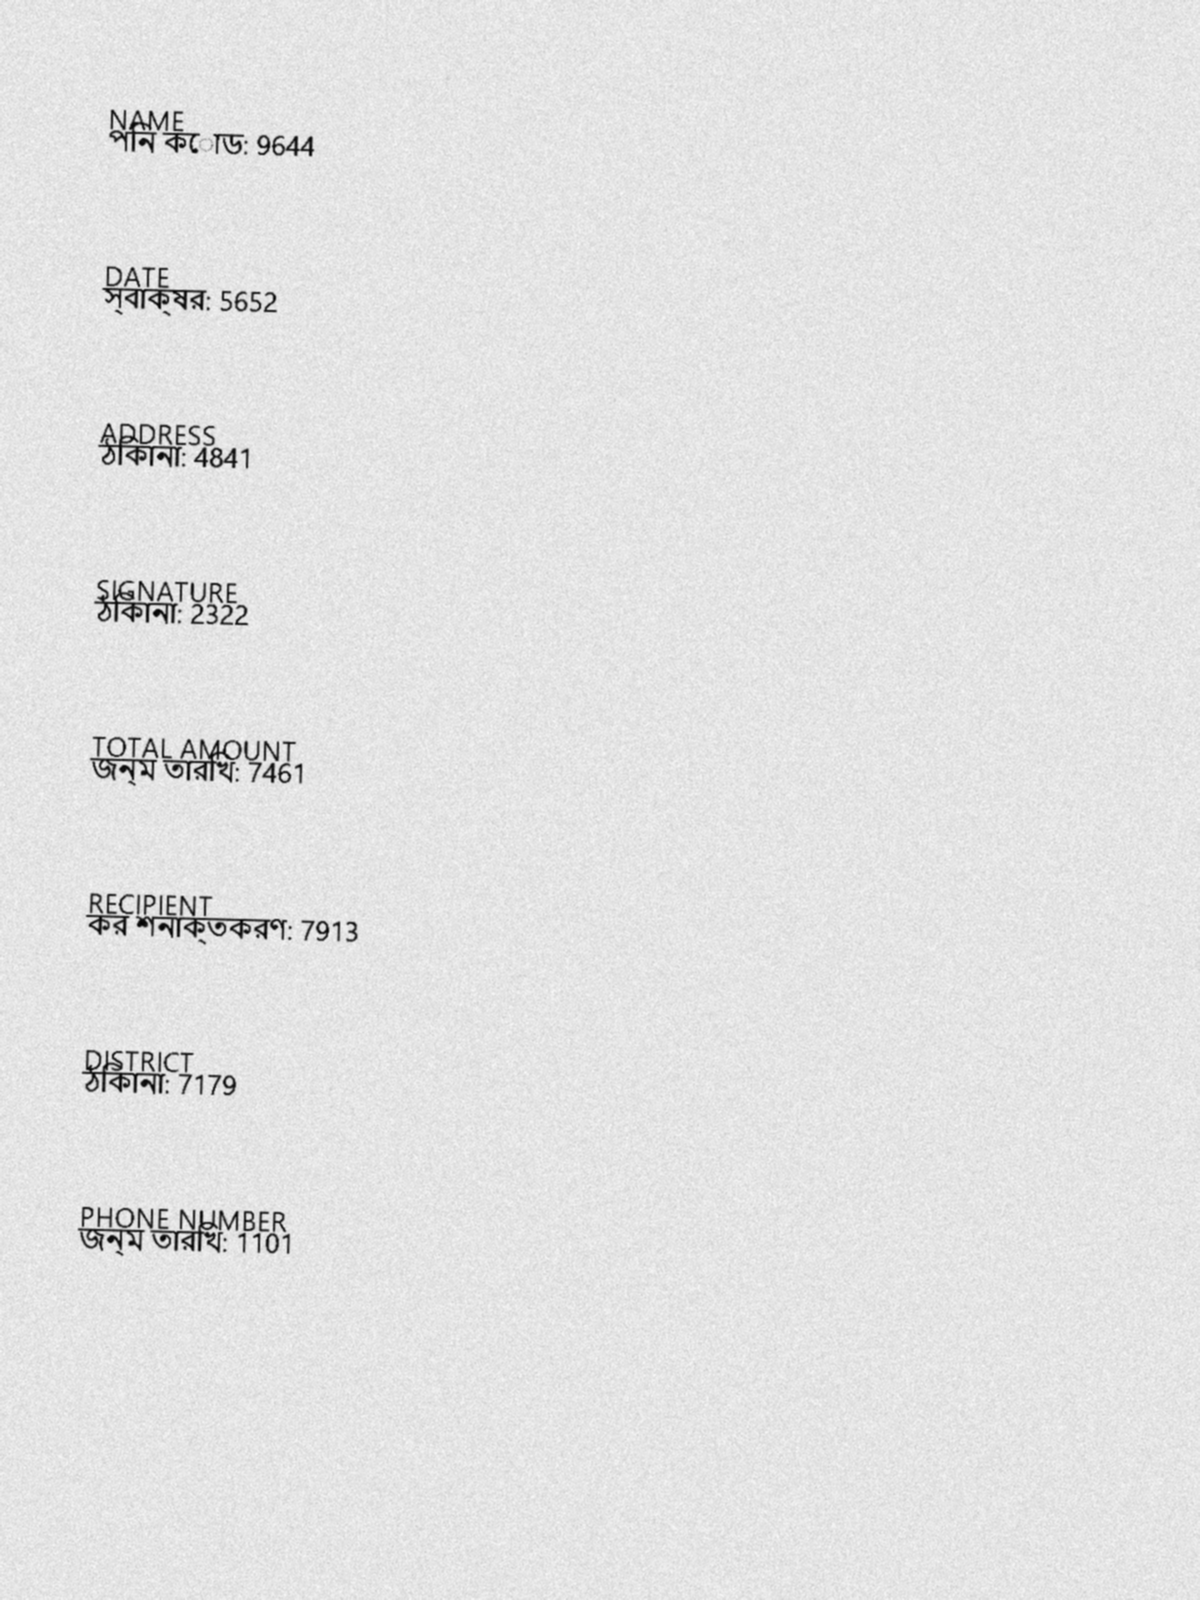 NAME
পিন কোড: 9644
DATE
স্বাক্ষর: 5652
ADDRESS
ঠিকানা: 4841
SIGNATURE
ঠিকানা: 2322
TOTAL AMOUNT
জন্ম তারিখ: 7461
RECIPIENT
কর শনাক্তকরণ: 7913
DISTRICT
ঠিকানা: 7179
PHONE NUMBER
জন্ম তারিখ: 1101